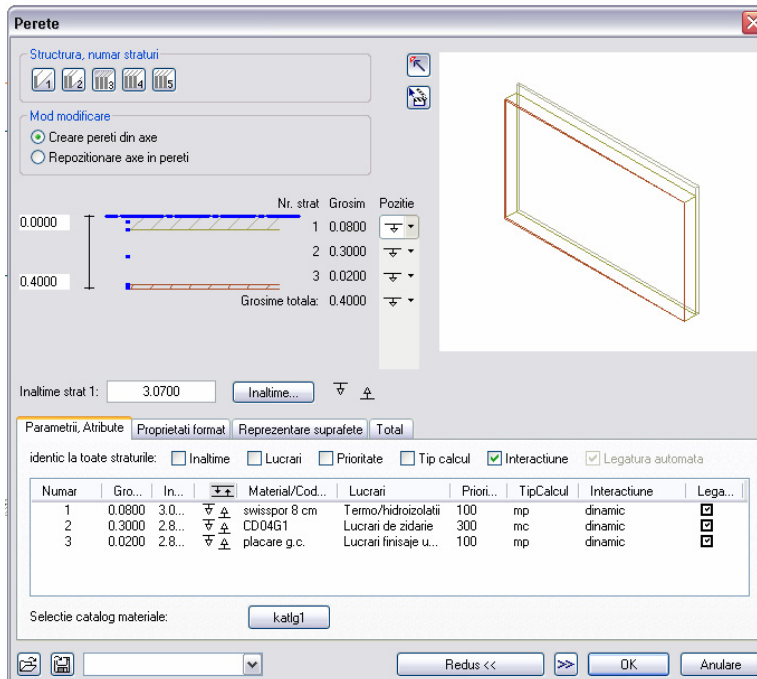 Perete
Structura, numar straturi
1 2 3 4 5
Mod modificare
Creare pereti din axe
Repozitionare axe in pereti
Nr. strat Grosim Pozitie
0.0000
1 0.0800
2 0.3000
0.4000
3 0.0200
Grosime totala: 0.4000
Inaltime strat 1: 3.0700 Inaltime...
Parametrii, Atribute Proprietati format Reprezentare suprafete Total
identic la toate straturile: Inaltime Lucrari Prioritate Tip calcul Interactiune Legatura automata
Numar Gro... In... Material/Cod... Lucrari Priori... TipCalcul Interactiune Lega...
1 0.0800 3.0... swisspor 8 cm Termo/hidroizolatii 100 mp dinamic
2 0.3000 2.8... CD04G1 Lucrari de zidarie 300 mc dinamic
3 0.0200 2.8... placare g.c. Lucrari finisaje u... 100 mp dinamic
Selectie catalog materiale: katlg1
Redus << >> OK Anulare